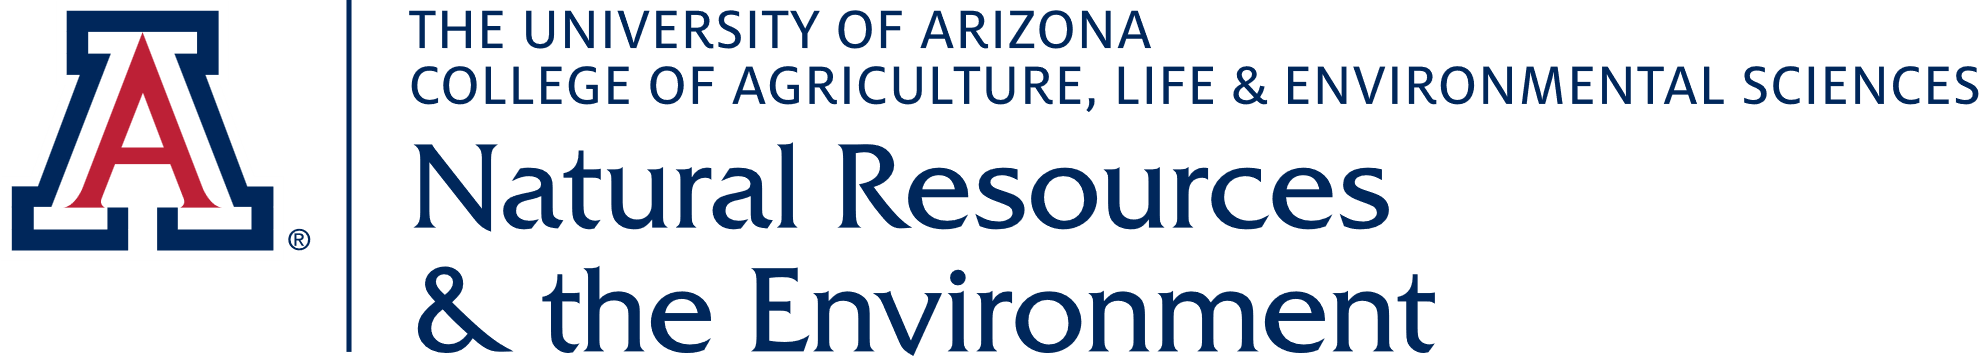 A®
THE UNIVERSITY OF ARIZONA
COLLEGE OF AGRICULTURE, LIFE & ENVIRONMENTAL SCIENCES
Natural Resources
& the Environment